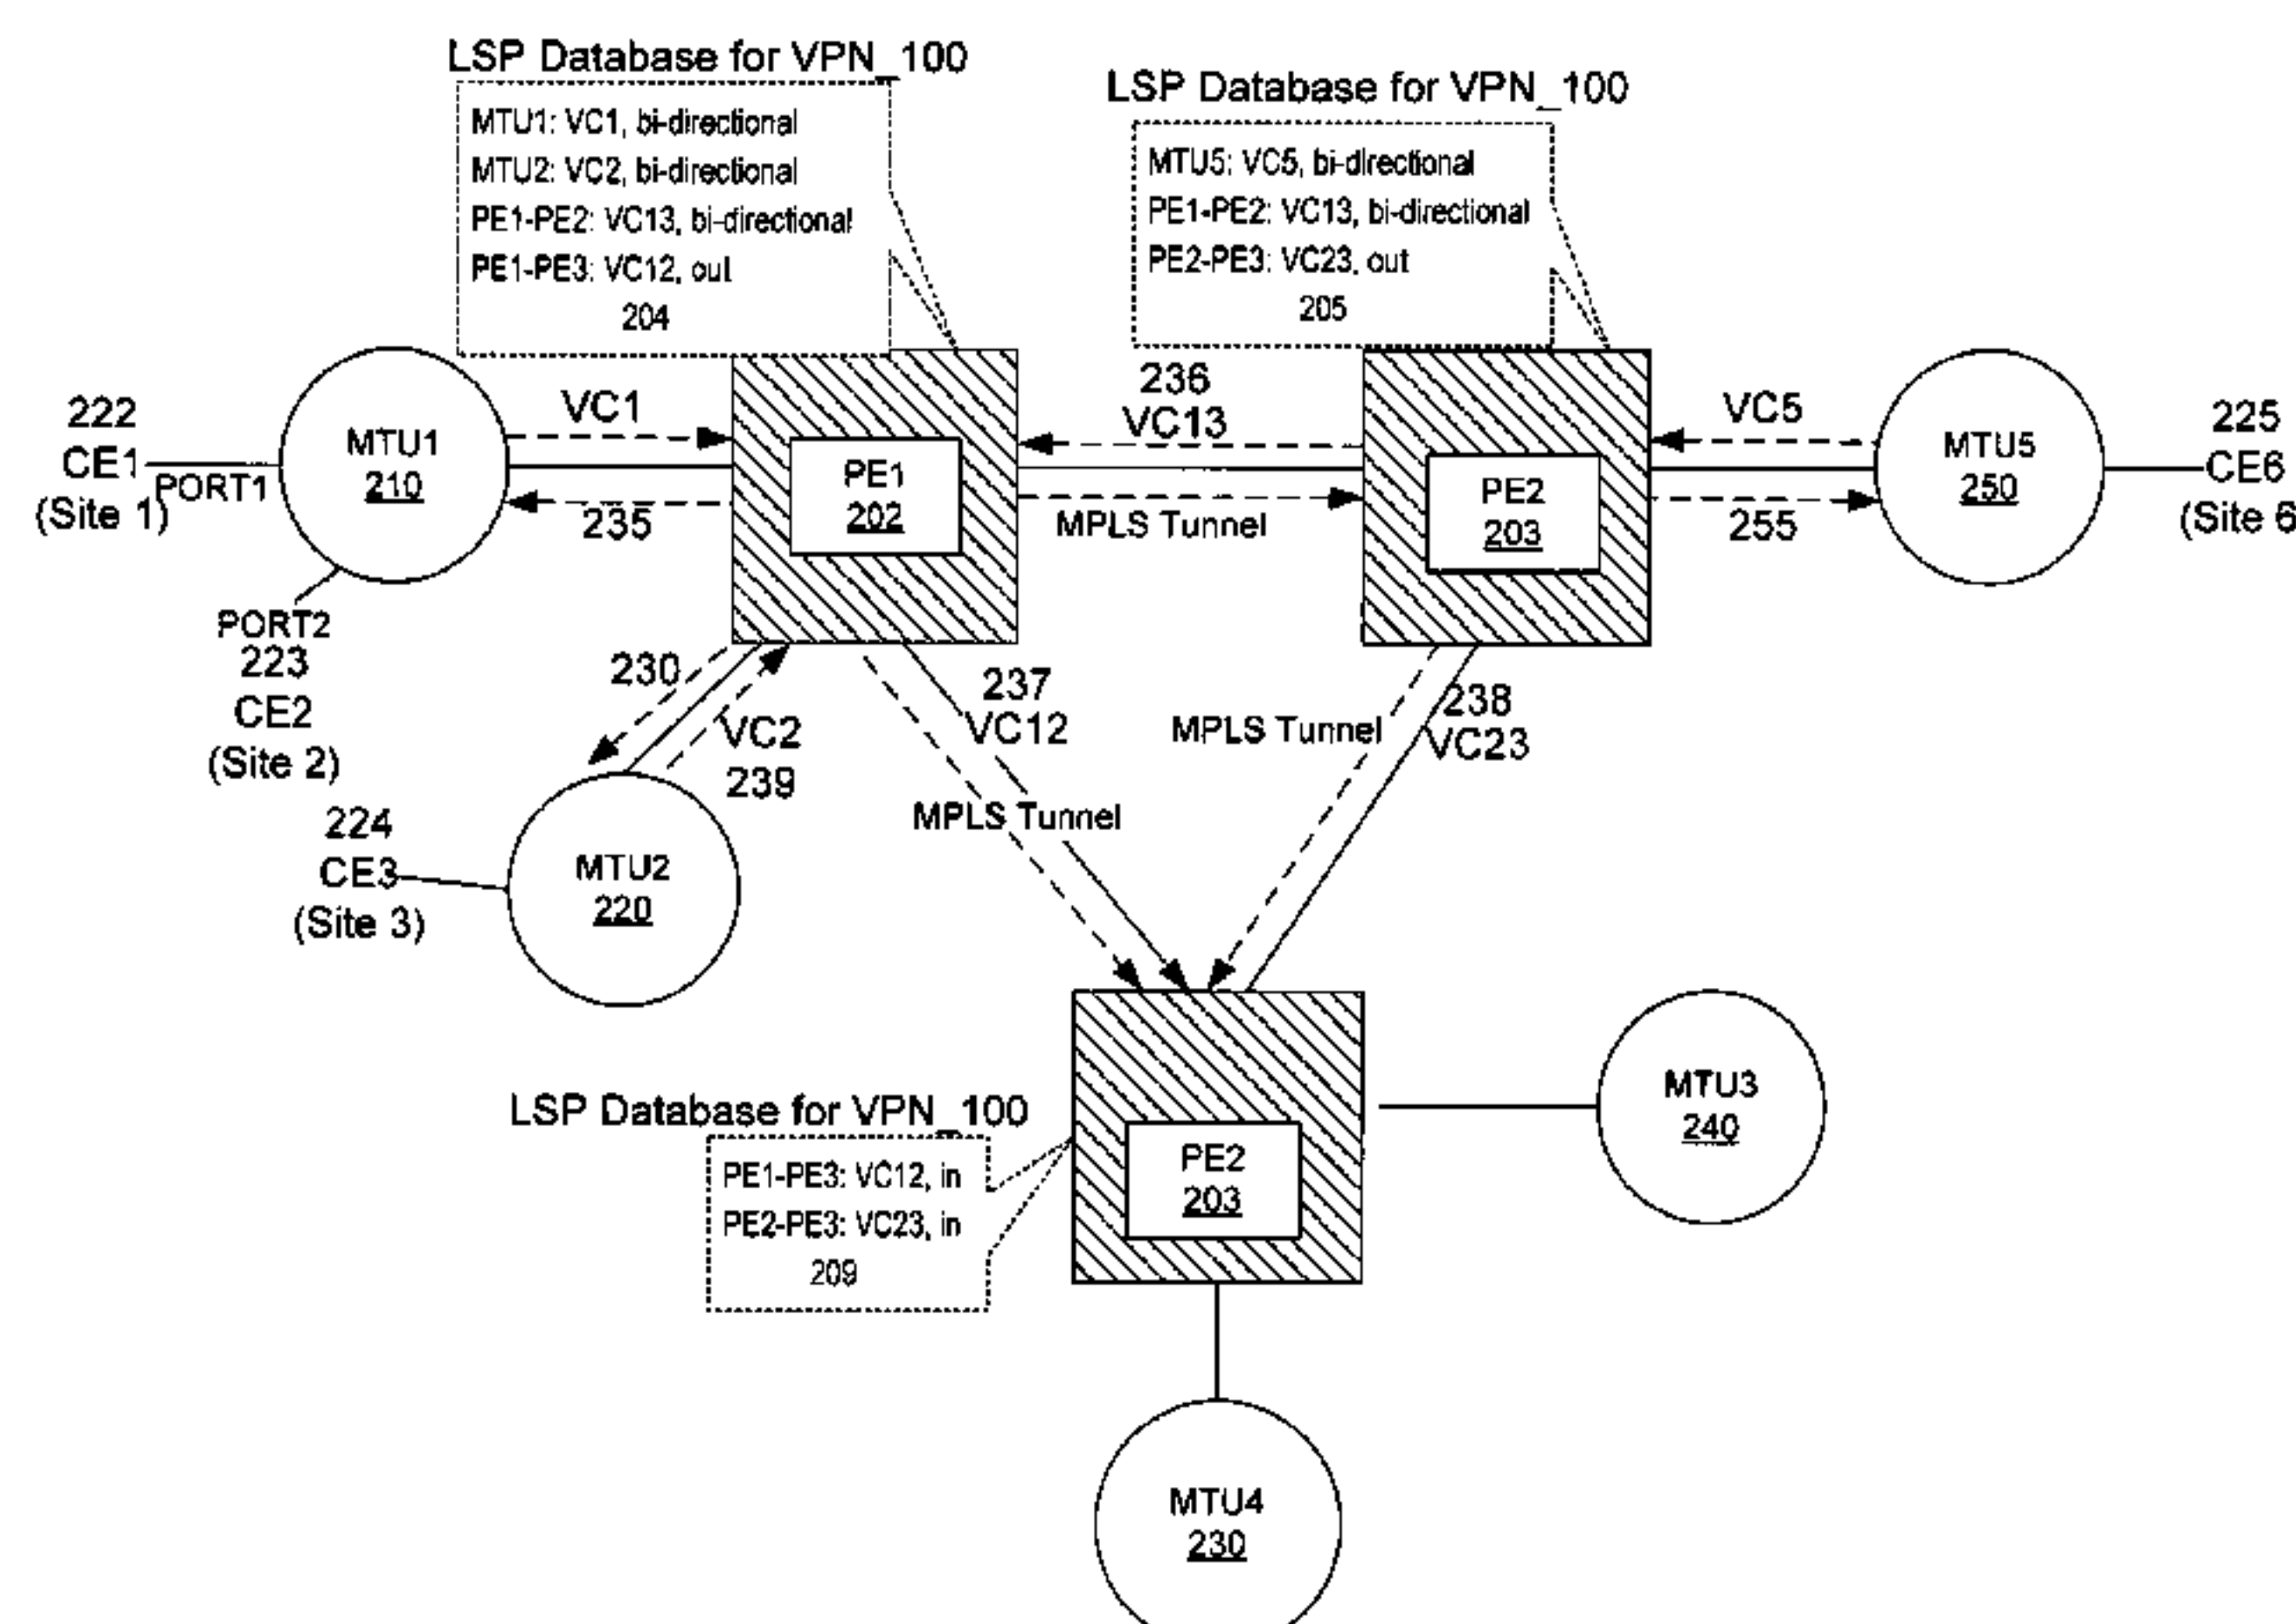 LSP Database for VPN_100
MTU1: VC1, bi-directional
MTU2: VC2, bi-directional
PE1-PE2: VC13, bi-directional
PE1-PE3: VC12, out
204
LSP Database for VPN_100
MTU5: VC5, bi-directional
PE1-PE2: VC13, bi-directional
PE2-PE3: VC23, out
205
222
CE1
PORT1
(Site 1)
MTU1
210
VC1
235
PE1
202
236
VC13
MPLS Tunnel
PE2
203
VC5
255
MTU5
250
225
CE6
(Site 6
PORT2
223
CE2
(Site 2)
230
VC2
239
237
VC12
MPLS Tunnel
MPLS Tunnel
238
VC23
224
CE3
(Site 3)
MTU2
220
LSP Database for VPN_100
PE1-PE3: VC12, in
PE2-PE3: VC23, in
209
PE2
203
MTU3
240
MTU4
230